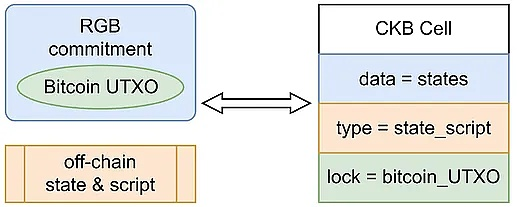 RGB
commitment
Bitcoin UTXO
off-chain
state & script
CKB Cell
data = states
type = state_script
lock = bitcoin_UTXO